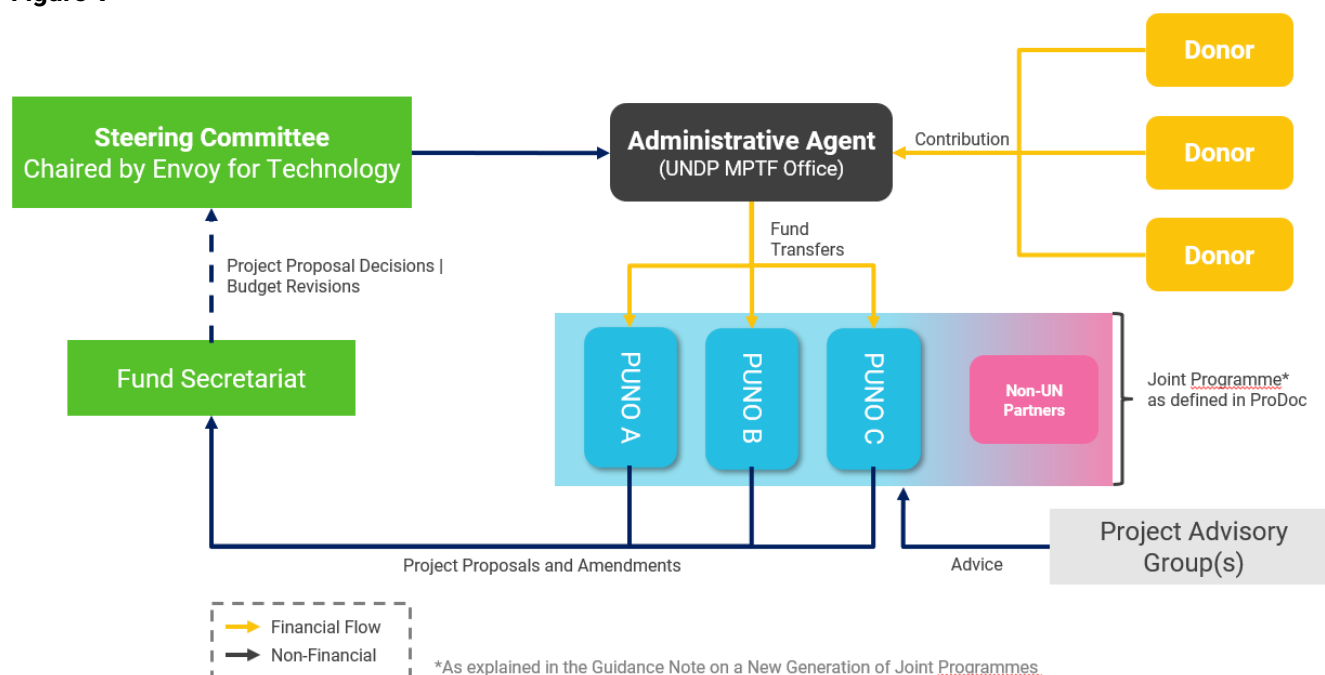 Donor
Steering Committee
Chaired by Envoy for Technology
Administrative Agent
(UNDP MPTF Office)
Contribution
Donor
Fund
Transfers
Donor
Project Proposal Decisions |
Budget Revisions
Fund Secretariat
PUNO A
PUNO B
PUNO C
Non-UN
Partners
Joint Programme*
as defined in ProDoc
Project Proposals and Amendments
Advice
Project Advisory
Group(s)
Financial Flow
Non-Financial
*As explained in the Guidance Note on a New Generation of Joint Programmes